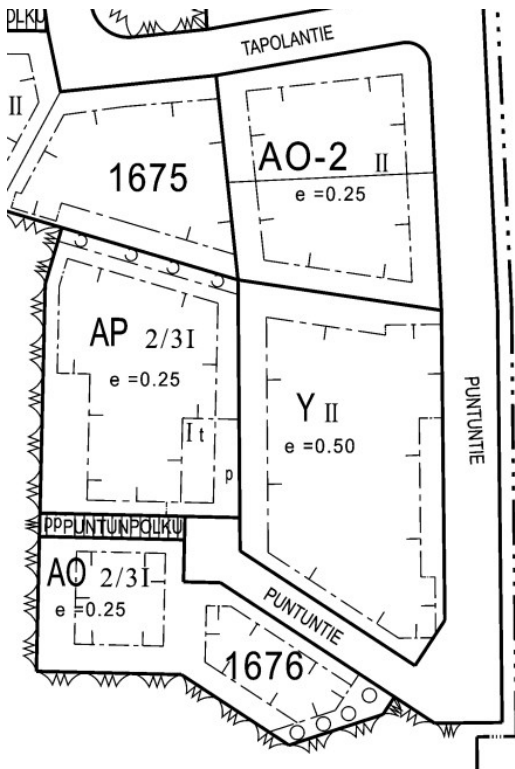 TAPOLANTIE
II
1675
AO-2 II
e =0.25
AP 2/3I
e =0.25
I t
p
Y II
e =0.50
PUNTUNTIE
ppPUNTUNPOLKU
AO 2/3I
e =0.25
PUNTUNTIE
1676